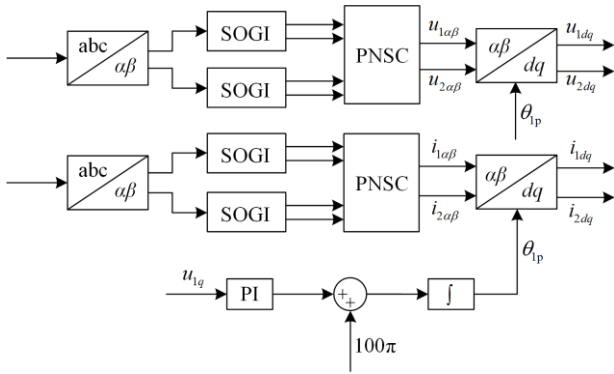 abc
αβ
SOGI
SOGI
PNSC
u1αβ
u2αβ
αβ
dq
u1dq
u2dq
θ1p
abc
αβ
SOGI
SOGI
PNSC
i1αβ
i2αβ
αβ
dq
i1dq
i2dq
θ1p
u1q
PI
+
+
∫
100π